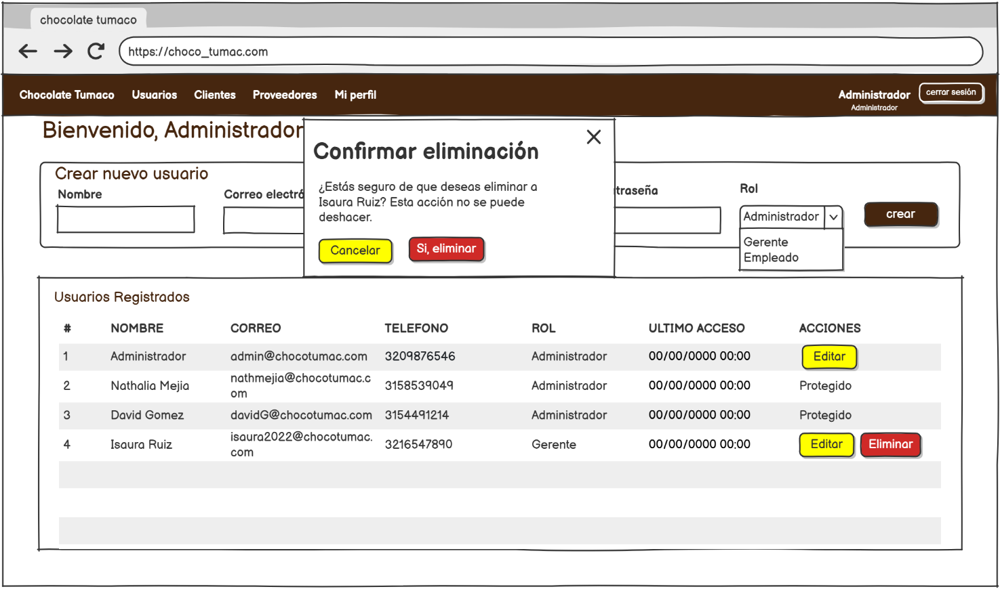 chocolate tumaco
https://choco_tumac.com
Chocolate Tumaco Usuarios Clientes Proveedores Mi perfil Administrador cerrar sesión
Administrador
Bienvenido, Administrador
Confirmar eliminación
¿Estás seguro de que deseas eliminar a
Isaura Ruiz? Esta acción no se puede
deshacer.
Cancelar Si, eliminar
Crear nuevo usuario
Nombre Correo electró traseña Rol
Administrador crear
Gerente
Empleado
Usuarios Registrados
# NOMBRE CORREO TELEFONO ROL ULTIMO ACCESO ACCIONES
1 Administrador admin@chocotumac.com 3209876546 Administrador 00/00/0000 00:00 Editar
2 Nathalia Mejia nathmejia@chocotumac.c 3158539049 Administrador 00/00/0000 00:00 Protegido
om
3 David Gomez davidG@chocotumac.com 3154491214 Administrador 00/00/0000 00:00 Protegido
4 Isaura Ruiz isaura2022@chocotumac. 3216547890 Gerente 00/00/0000 00:00 Editar Eliminar
com